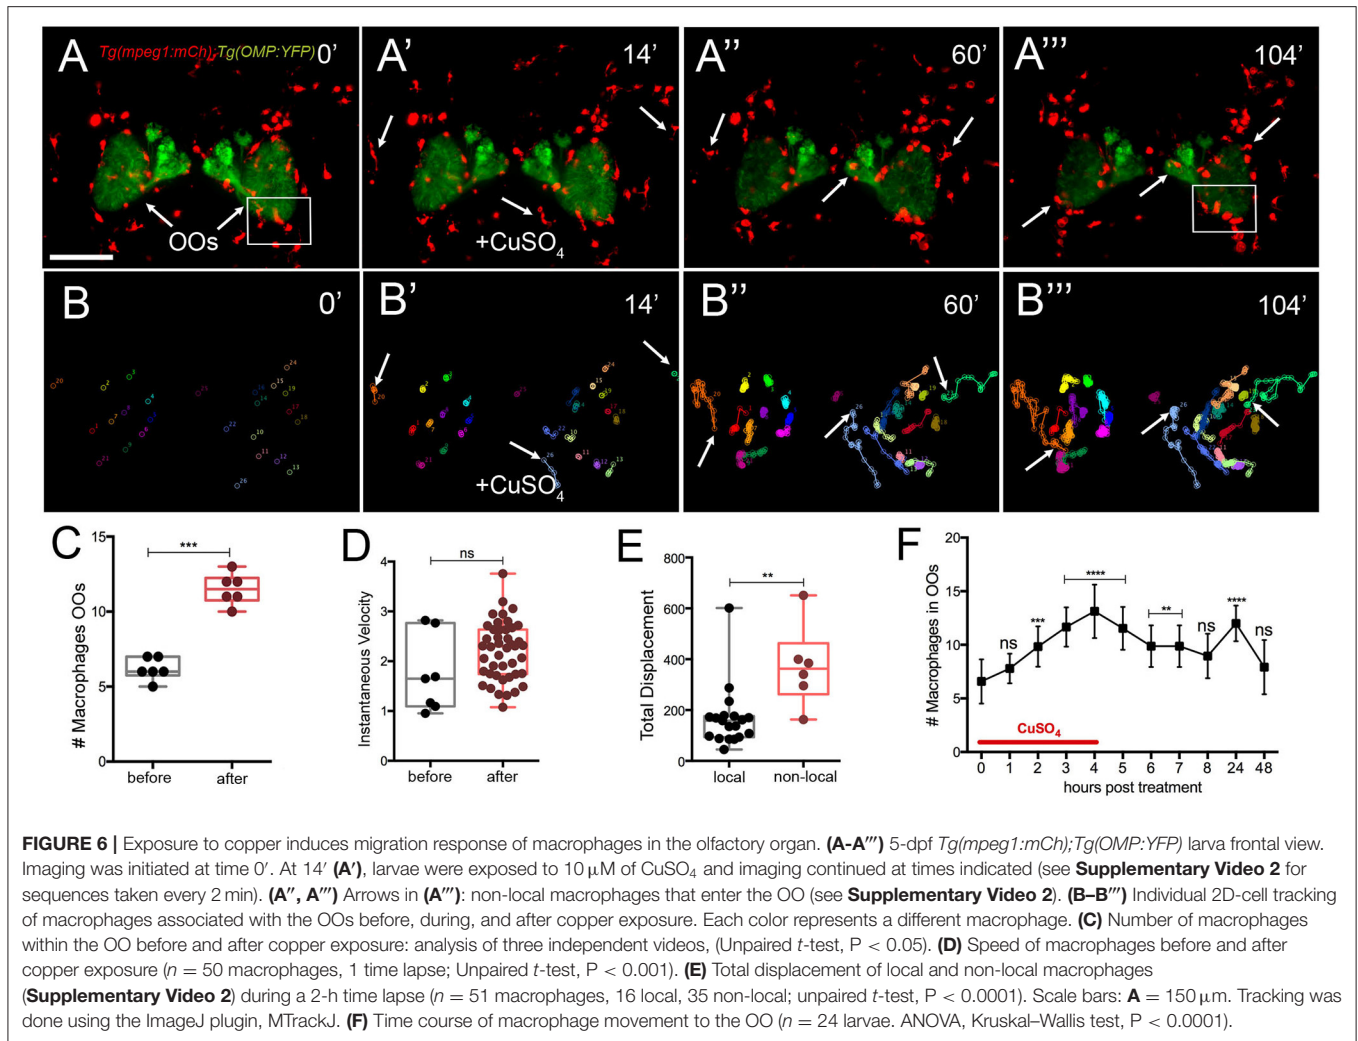 A Tg(mpeg1:mCh);Tg(OMP:YFP) 0'
OOs
A' 14'
+CuSO4
A'' 60'
A''' 104'
B 0'
B' 14'
+CuSO4
B'' 60'
B''' 104'
C
# Macrophages OOs
15
10
5
0
***
before after
D
Instantaneous Velocity
4
3
2
1
0
ns
before after
E
Total Displacement
800
600
400
200
0
**
local non-local
F
# Macrophages in OOs
20
15
10
5
0
ns
***
****
**
ns
****
ns
CuSO4
0 1 2 3 4 5 6 7 8 24 48
hours post treatment
FIGURE 6 | Exposure to copper induces migration response of macrophages in the olfactory organ. (A-A''') 5-dpf Tg(mpeg1:mCh);Tg(OMP:YFP) larva frontal view.
Imaging was initiated at time 0'. At 14' (A'), larvae were exposed to 10 μM of CuSO4 and imaging continued at times indicated (see Supplementary Video 2 for
sequences taken every 2 min). (A'', A''') Arrows in (A'''): non-local macrophages that enter the OO (see Supplementary Video 2). (B–B''') Individual 2D-cell tracking
of macrophages associated with the OOs before, during, and after copper exposure. Each color represents a different macrophage. (C) Number of macrophages
within the OO before and after copper exposure: analysis of three independent videos, (Unpaired t-test, P < 0.05). (D) Speed of macrophages before and after
copper exposure (n = 50 macrophages, 1 time lapse; Unpaired t-test, P < 0.001). (E) Total displacement of local and non-local macrophages
(Supplementary Video 2) during a 2-h time lapse (n = 51 macrophages, 16 local, 35 non-local; unpaired t-test, P < 0.0001). Scale bars: A = 150 μm. Tracking was
done using the ImageJ plugin, MTrackJ. (F) Time course of macrophage movement to the OO (n = 24 larvae. ANOVA, Kruskal–Wallis test, P < 0.0001).